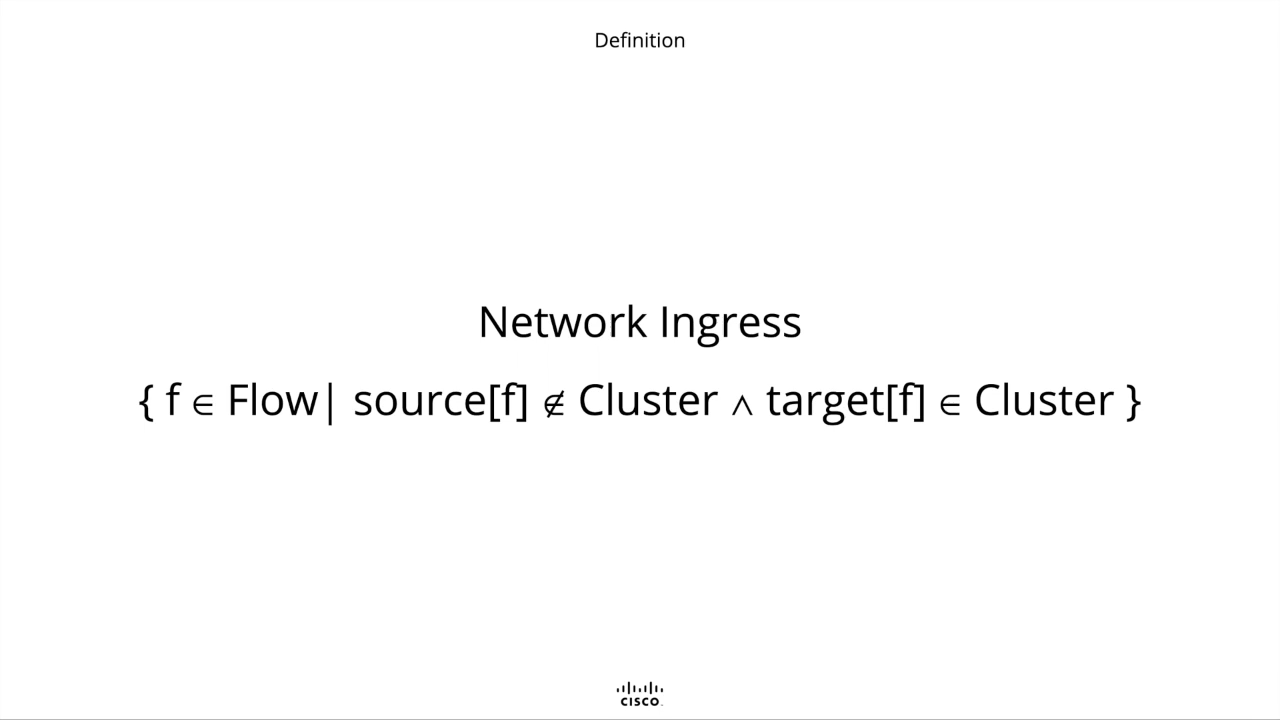 Definition
Network Ingress
{ f ∈ Flow| source[f] ∉ Cluster ∧ target[f] ∈ Cluster }
CISCO